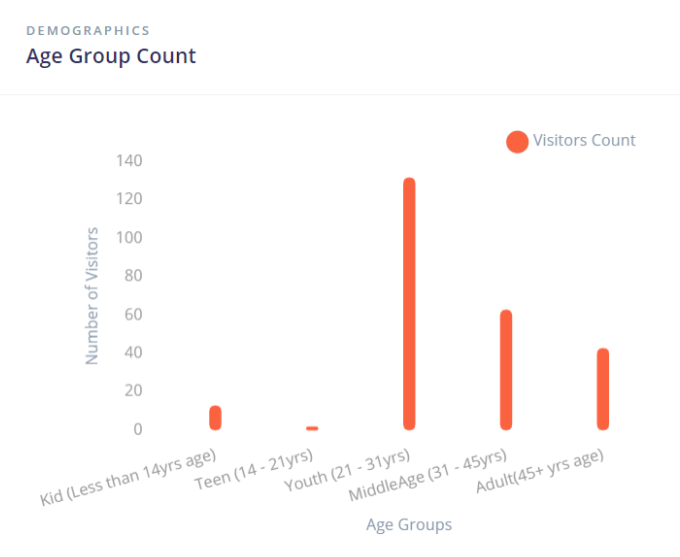 DEMOGRAPHICS
Age Group Count
Visitors Count
140
120
100
80
60
40
20
0
Number of Visitors
Kid (Less than 14yrs age)
Teen (14 - 21yrs)
Youth (21 - 31yrs)
MiddleAge (31 - 45yrs)
Adult(45+ yrs age)
Age Groups